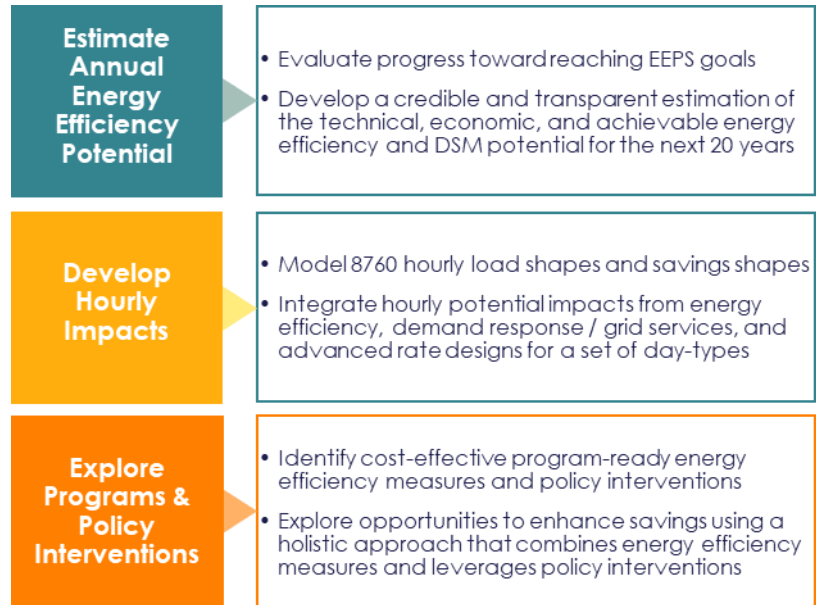 Estimate
Annual
Energy
Efficiency
Potential
• Evaluate progress toward reaching EEPS goals
• Develop a credible and transparent estimation of
the technical, economic, and achievable energy
efficiency and DSM potential for the next 20 years
Develop
Hourly
Impacts
• Model 8760 hourly load shapes and savings shapes
• Integrate hourly potential impacts from energy
efficiency, demand response / grid services, and
advanced rate designs for a set of day-types
Explore
Programs &
Policy
Interventions
• Identify cost-effective program-ready energy
efficiency measures and policy interventions
• Explore opportunities to enhance savings using a
holistic approach that combines energy efficiency
measures and leverages policy interventions